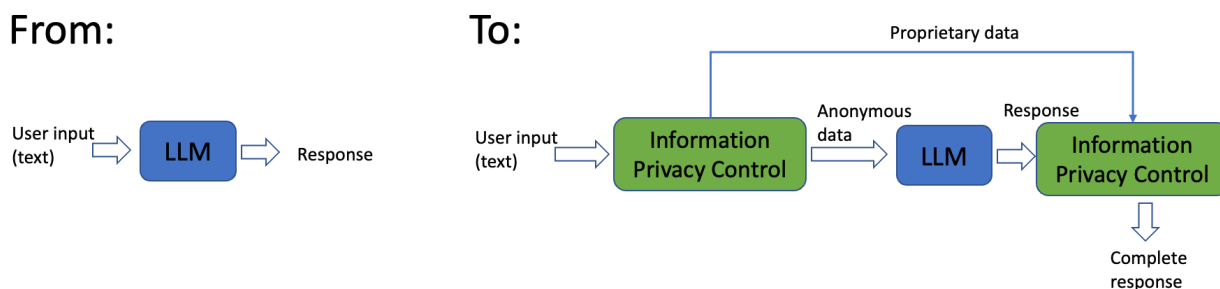 From:
User input
(text)
LLM
Response
To:
Proprietary data
User input
(text)
Information
Privacy Control
Anonymous
data
LLM
Response
Information
Privacy Control
Complete
response